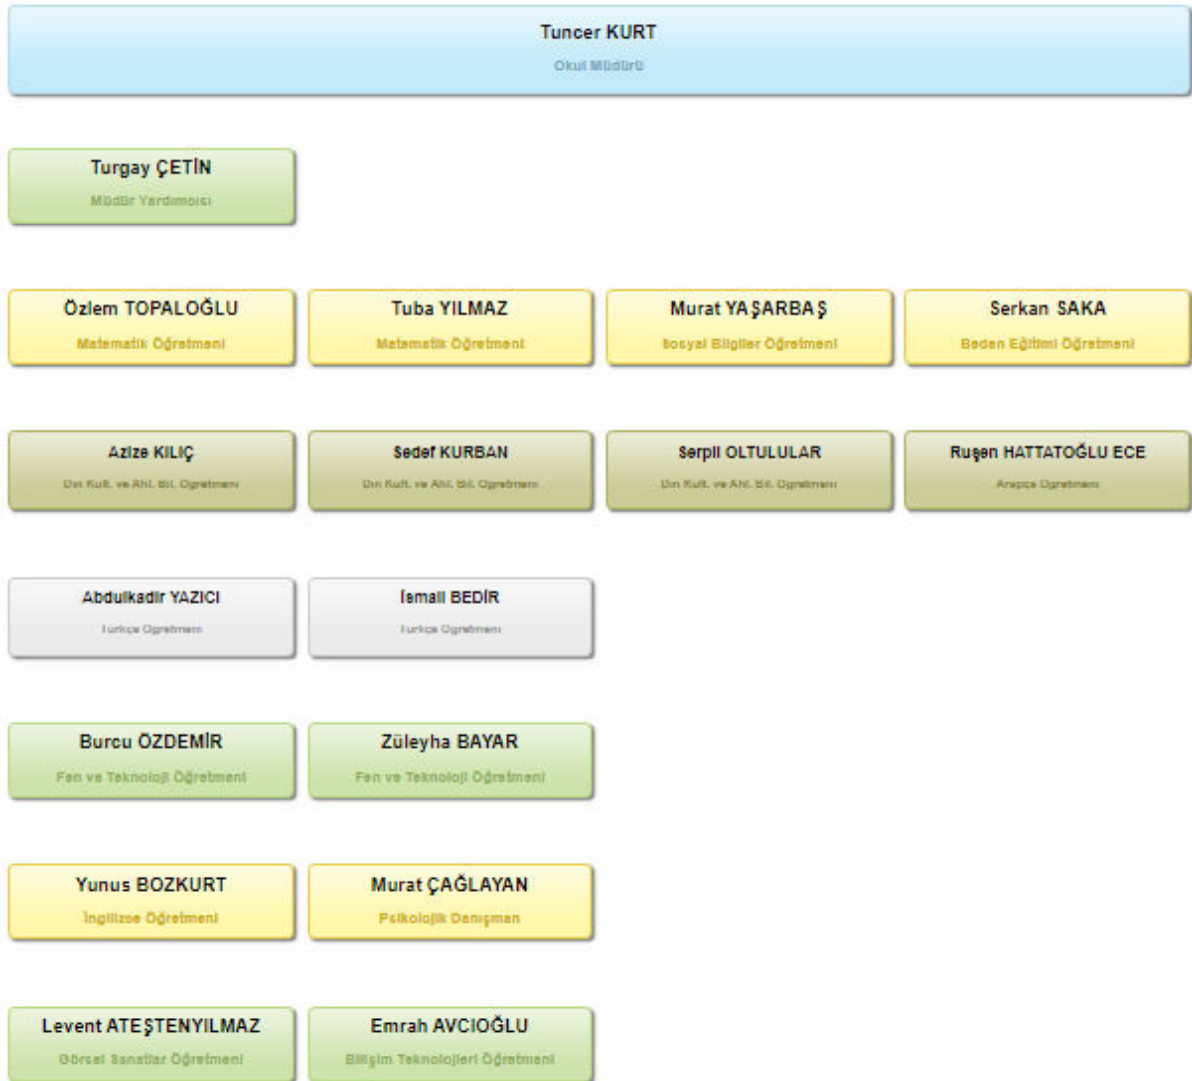 Tuncer KURT
Okul Müdürü
Turgay ÇETİN
Müdür Yardımcısı
Özlem TOPALOĞLU
Matematik Öğretmeni
Tuba YILMAZ
Matematik Öğretmeni
Murat YAŞARBAŞ
Sosyal Bilgiler Öğretmeni
Serkan SAKA
Beden Eğitimi Öğretmeni
Azize KILIÇ
Din Kült. ve Ahl. Bil. Öğretmeni
Sedef KURBAN
Din Kült. ve Ahl. Bil. Öğretmeni
Serpil OLTULULAR
Din Kült. ve Ahl. Bil. Öğretmeni
Ruşen HATTATOĞLU ECE
Arapça Öğretmeni
Abdulkadir YAZICI
Türkçe Öğretmeni
İsmail BEDİR
Türkçe Öğretmeni
Burcu ÖZDEMİR
Fen ve Teknoloji Öğretmeni
Züleyha BAYAR
Fen ve Teknoloji Öğretmeni
Yunus BOZKURT
İngilizce Öğretmeni
Murat ÇAĞLAYAN
Psikolojik Danışman
Levent ATEŞTENYILMAZ
Görsel Sanatlar Öğretmeni
Emrah AVCIOĞLU
Bilişim Teknolojileri Öğretmeni